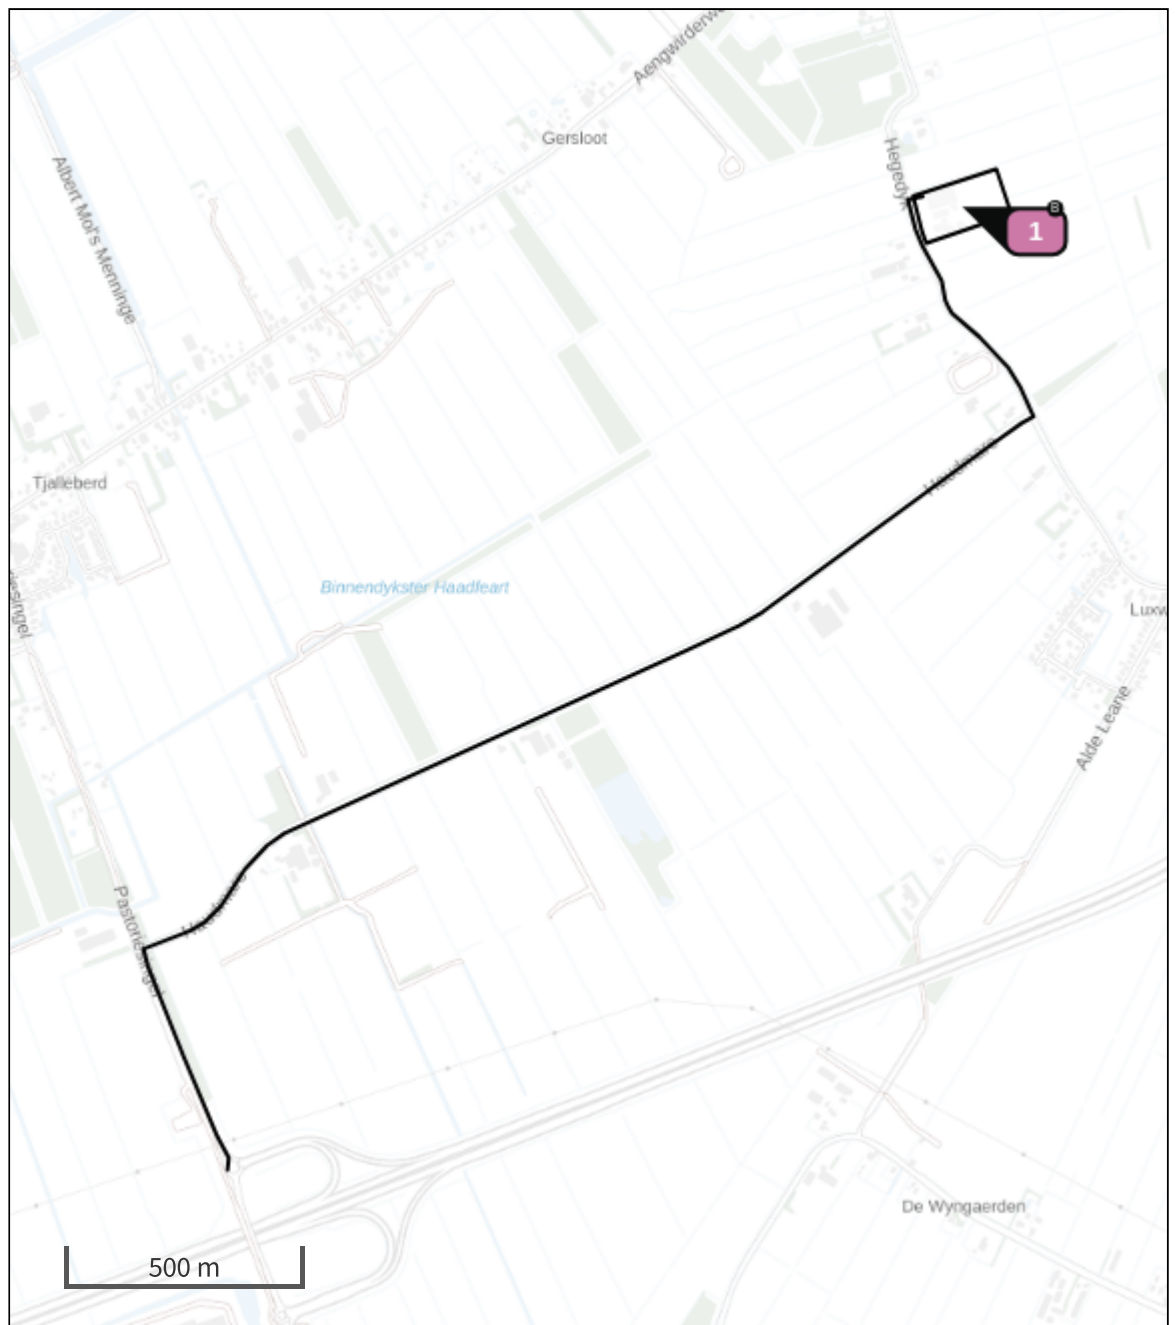 Aengwirderw
Gersloot
Hegedyk
Albert Mol's Menninge
1
B
Tjalleberd
Haudmare
Binnendykster Haadfeart
Luxw
Alde Leane
Pastoriesingel
De Wyngaerden
500 m